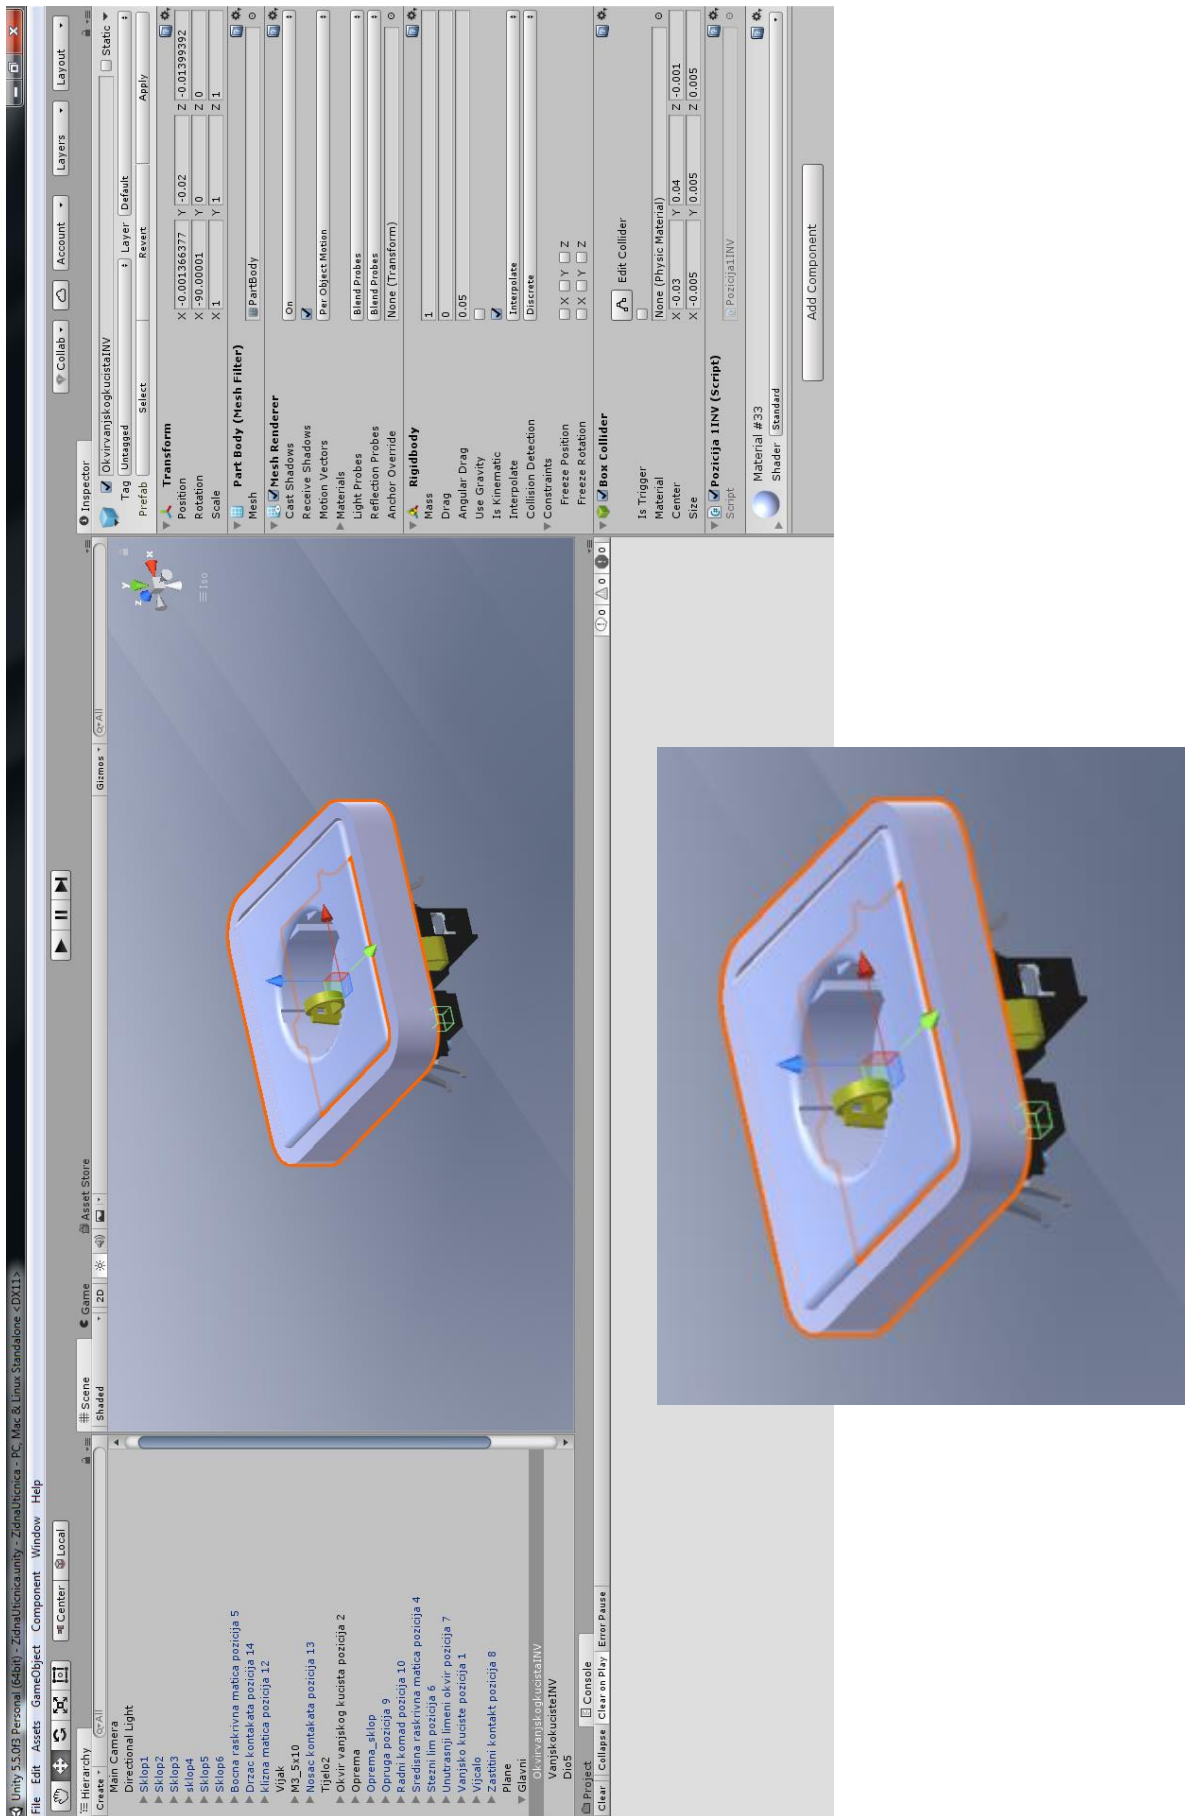 Unity 5.5.0f3 Personal (64bit) - ZidnaUticnica.unity - ZidnaUticnica - PC, Mac & Linux Standalone <DX11>
File Edit Assets GameObject Component Window Help
Center Local
Collab Account Layers Layout
Hierarchy
Create All
Main Camera
Directional Light
Sklop1
Sklop2
Sklop3
sklop4
Sklop5
Sklop6
Bocna raskrivna matica pozicija 5
Drzac kontakata pozicija 14
klizna matica pozicija 12
Vijak
M3_5x10
Nosac kontakata pozicija 13
Tijelo2
Okvir vanjskog kucista pozicija 2
Oprema
Oprema_sklop
Opruga pozicija 9
Radni komad pozicija 10
Sredisna raskrivna matica pozicija 4
Stezni lim pozicija 6
Unutrasnji limeni okvir pozicija 7
Vanjsko kuciste pozicija 1
Vijcalo
Zastitini kontakt pozicija 8
Plane
Glavni
OkvirvanjskogkucistaINV
VanjskokucisteINV
Dio5
Scene Game Asset Store
Shaded 2D Gizmos All
y
x
z
Iso
Project Console
Clear Collapse Clear on Play Error Pause 0 0 0
Inspector
OkvirvanjskogkucistaINV Static
Tag Untagged Layer Default
Prefab Select Revert Apply
Transform
Position X -0.001366377 Y -0.02 Z -0.01399392
Rotation X -90.00001 Y 0 Z 0
Scale X 1 Y 1 Z 1
Part Body (Mesh Filter)
Mesh PartBody
Mesh Renderer
Cast Shadows On
Receive Shadows
Motion Vectors Per Object Motion
Materials
Light Probes Blend Probes
Reflection Probes Blend Probes
Anchor Override None (Transform)
Rigidbody
Mass 1
Drag 0
Angular Drag 0.05
Use Gravity
Is Kinematic
Interpolate Interpolate
Collision Detection Discrete
Constraints
Freeze Position X Y Z
Freeze Rotation X Y Z
Box Collider
Edit Collider
Is Trigger
Material None (Physic Material)
Center X -0.03 Y 0.04 Z -0.001
Size X -0.005 Y 0.005 Z 0.005
Pozicija 1INV (Script)
Script Pozicija1INV
Material #33
Shader Standard
Add Component